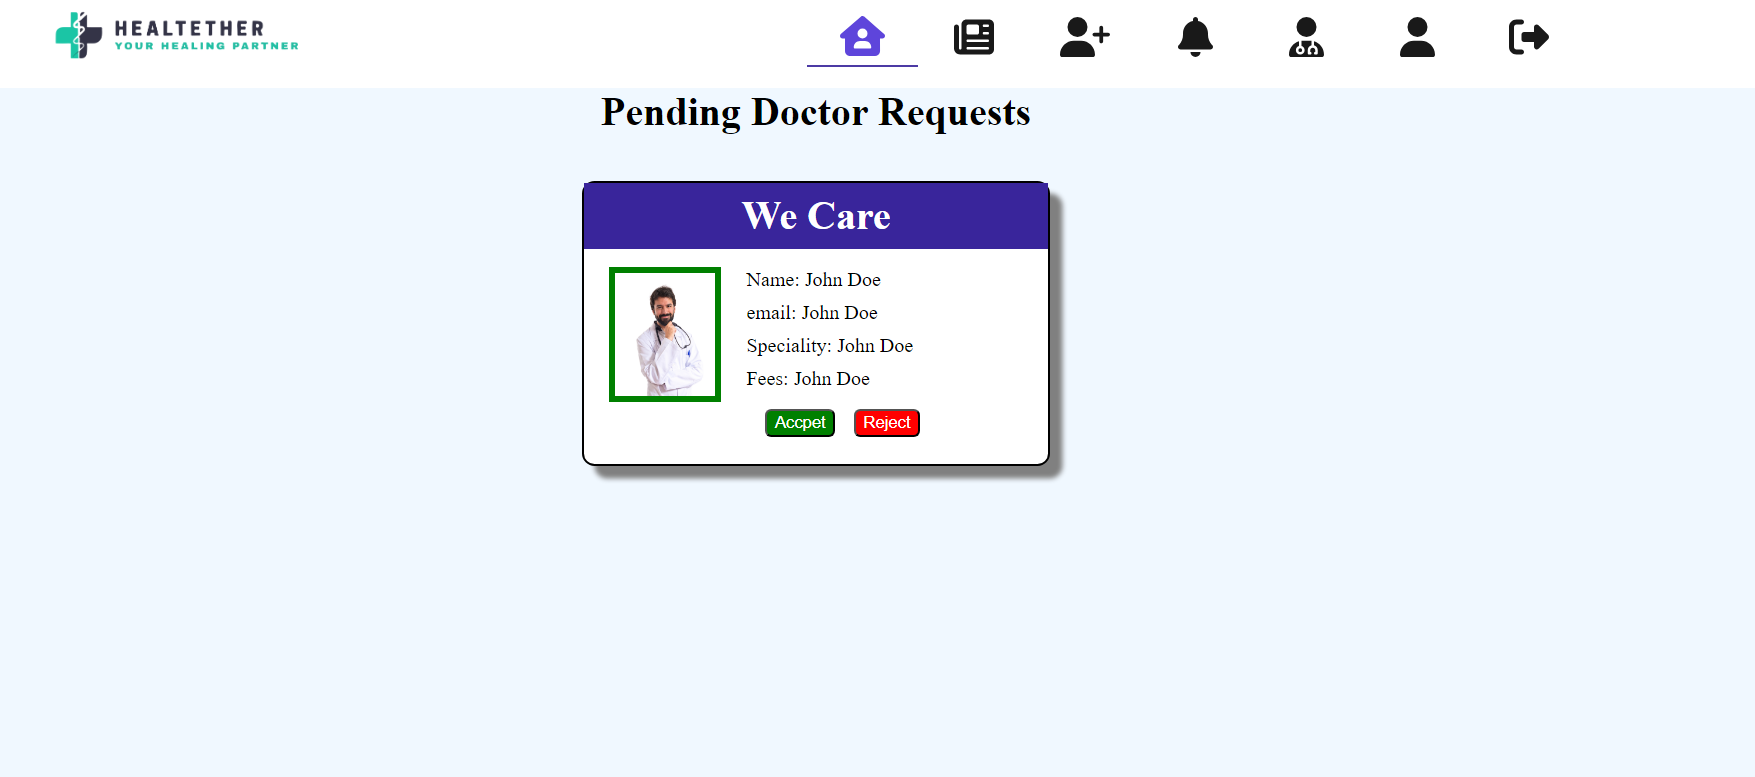 HEALTETHER
YOUR HEALING PARTNER
Pending Doctor Requests
We Care
Name: John Doe
email: John Doe
Speciality: John Doe
Fees: John Doe
Accpet Reject